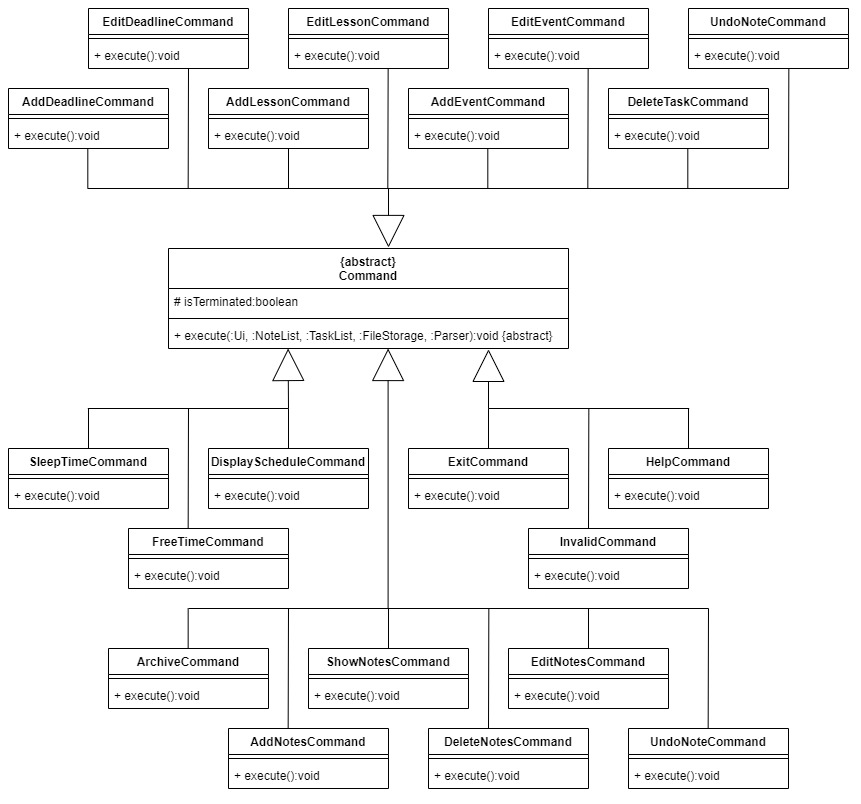 EditDeadlineCommand
+ execute():void
EditLessonCommand
+ execute():void
EditEventCommand
+ execute():void
UndoNoteCommand
+ execute():void
AddDeadlineCommand
+ execute():void
AddLessonCommand
+ execute():void
AddEventCommand
+ execute():void
DeleteTaskCommand
+ execute():void
{abstract}
Command
# isTerminated:boolean
+ execute(:Ui, :NoteList, :TaskList, :FileStorage, :Parser):void {abstract}
SleepTimeCommand
+ execute():void
DisplayScheduleCommand
+ execute():void
ExitCommand
+ execute():void
HelpCommand
+ execute():void
FreeTimeCommand
+ execute():void
InvalidCommand
+ execute():void
ArchiveCommand
+ execute():void
ShowNotesCommand
+ execute():void
EditNotesCommand
+ execute():void
AddNotesCommand
+ execute():void
DeleteNotesCommand
+ execute():void
UndoNoteCommand
+ execute():void